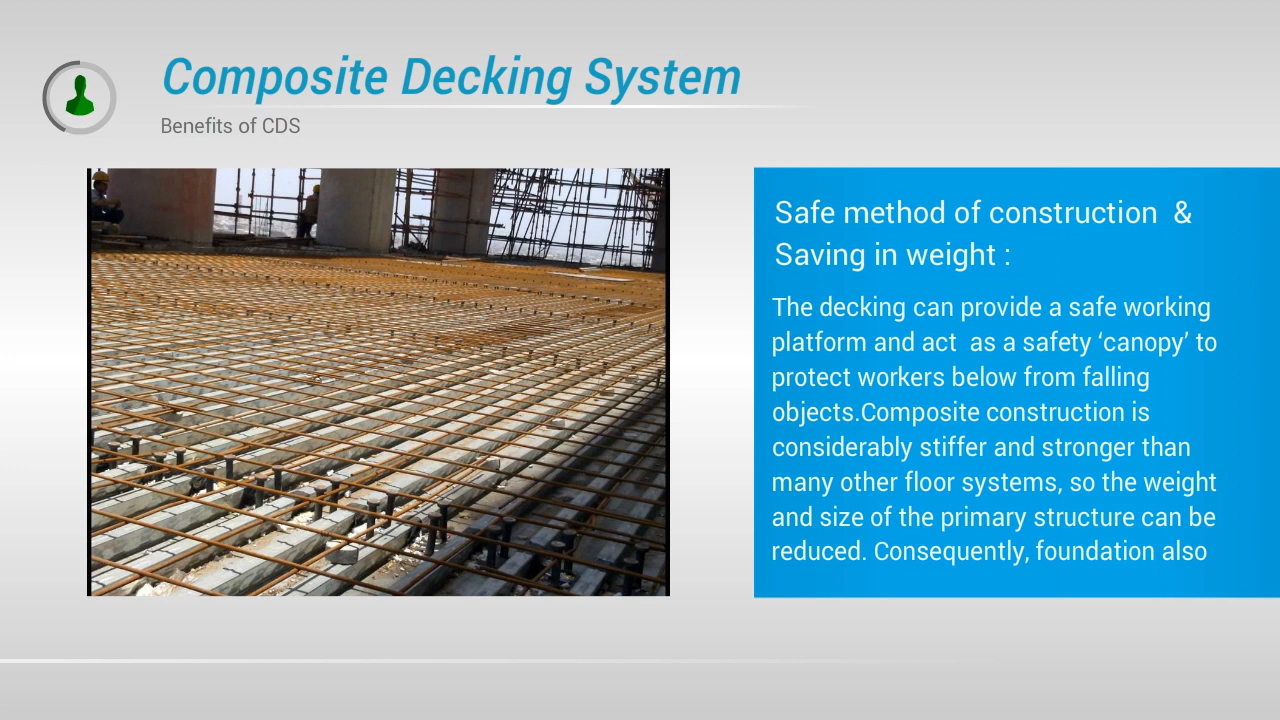 Composite Decking System
Benefits of CDS
Safe method of construction  &
Saving in weight :
The decking can provide a safe working
platform and act  as a safety ‘canopy’ to
protect workers below from falling
objects.Composite construction is
considerably stiffer and stronger than
many other floor systems, so the weight
and size of the primary structure can be
reduced. Consequently, foundation also